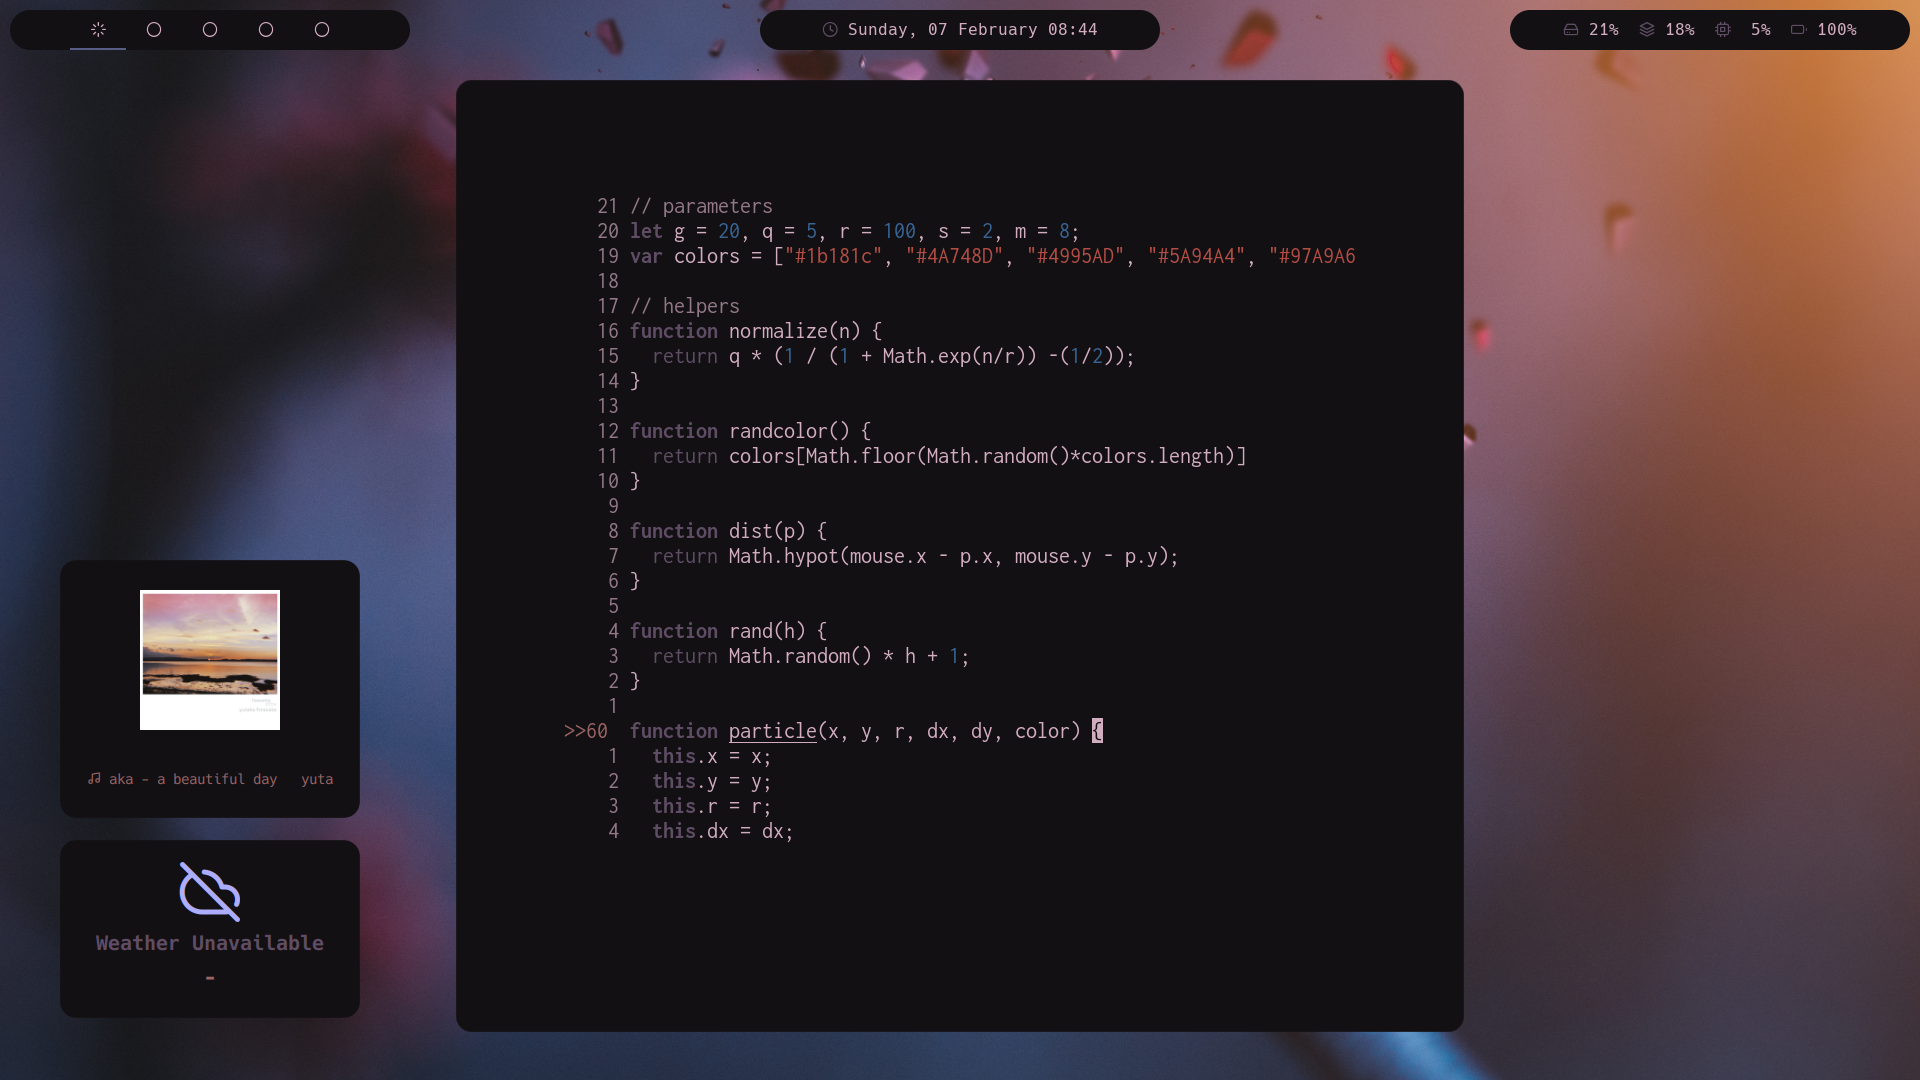 Sunday, 07 February 08:44
21% 18% 5% 100%
21 // parameters
20 let g = 20, q = 5, r = 100, s = 2, m = 8;
19 var colors = ["#1b181c", "#4A748D", "#4995AD", "#5A94A4", "#97A9A6
18
17 // helpers
16 function normalize(n) {
15   return q * (1 / (1 + Math.exp(n/r)) -(1/2));
14 }
13
12 function randcolor() {
11   return colors[Math.floor(Math.random()*colors.length)]
10 }
9
8 function dist(p) {
7   return Math.hypot(mouse.x - p.x, mouse.y - p.y);
6 }
5
4 function rand(h) {
3   return Math.random() * h + 1;
2 }
1
>>60  function particle(x, y, r, dx, dy, color) {
1   this.x = x;
2   this.y = y;
3   this.r = r;
4   this.dx = dx;
aka - a beautiful day yuta
Weather Unavailable
-